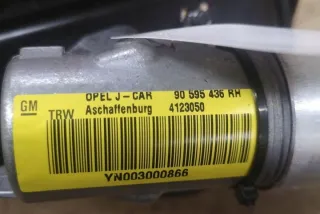 OPEL J-CAR 90 595 436 RH
GM TRW Aschaffenburg 4123050
YN003000866